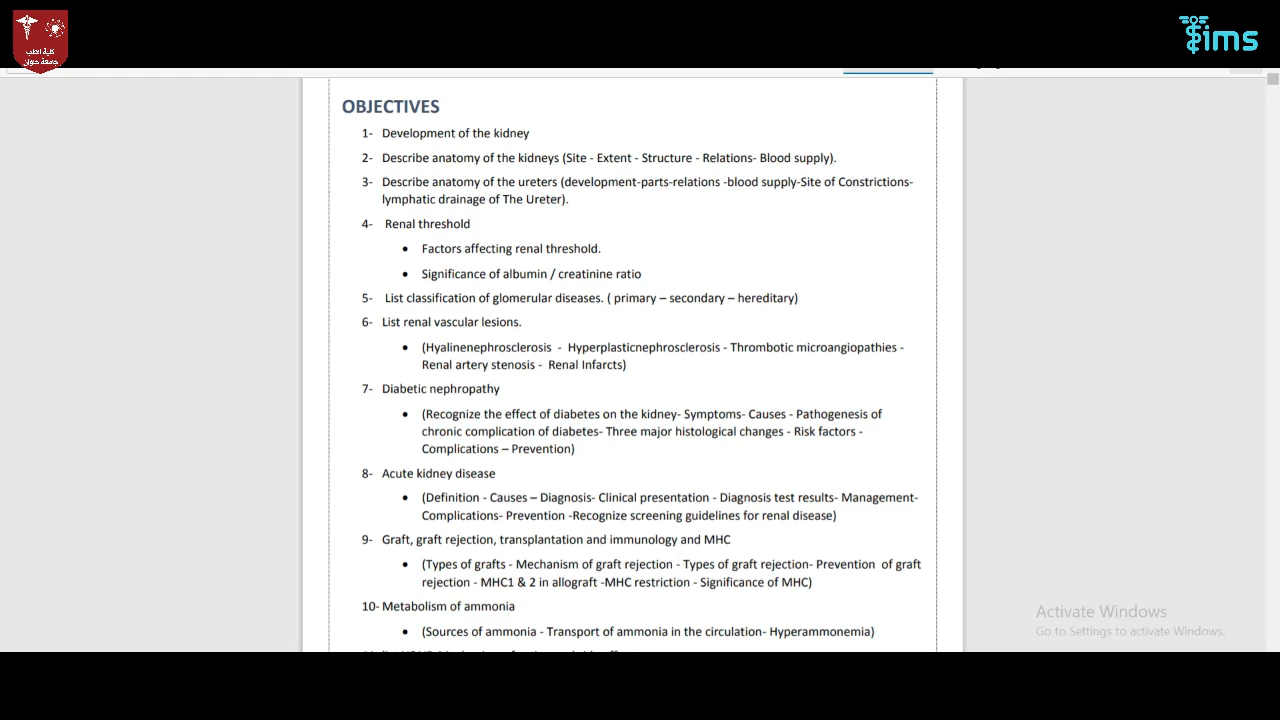 كلية الطب
جامعة حلوان
ims
OBJECTIVES
1- Development of the kidney
2- Describe anatomy of the kidneys (Site - Extent - Structure - Relations- Blood supply).
3- Describe anatomy of the ureters (development-parts-relations -blood supply-Site of Constrictions-
lymphatic drainage of The Ureter).
4- Renal threshold
• Factors affecting renal threshold.
• Significance of albumin / creatinine ratio
5- List classification of glomerular diseases. ( primary – secondary – hereditary)
6- List renal vascular lesions.
• (Hyalinenephrosclerosis - Hyperplasticnephrosclerosis - Thrombotic microangiopathies -
Renal artery stenosis - Renal Infarcts)
7- Diabetic nephropathy
• (Recognize the effect of diabetes on the kidney- Symptoms- Causes - Pathogenesis of
chronic complication of diabetes- Three major histological changes - Risk factors -
Complications – Prevention)
8- Acute kidney disease
• (Definition - Causes – Diagnosis- Clinical presentation - Diagnosis test results- Management-
Complications- Prevention -Recognize screening guidelines for renal disease)
9- Graft, graft rejection, transplantation and immunology and MHC
• (Types of grafts - Mechanism of graft rejection - Types of graft rejection- Prevention of graft
rejection - MHC1 & 2 in allograft -MHC restriction - Significance of MHC)
10- Metabolism of ammonia
• (Sources of ammonia - Transport of ammonia in the circulation- Hyperammonemia)
Activate Windows
Go to Settings to activate Windows.